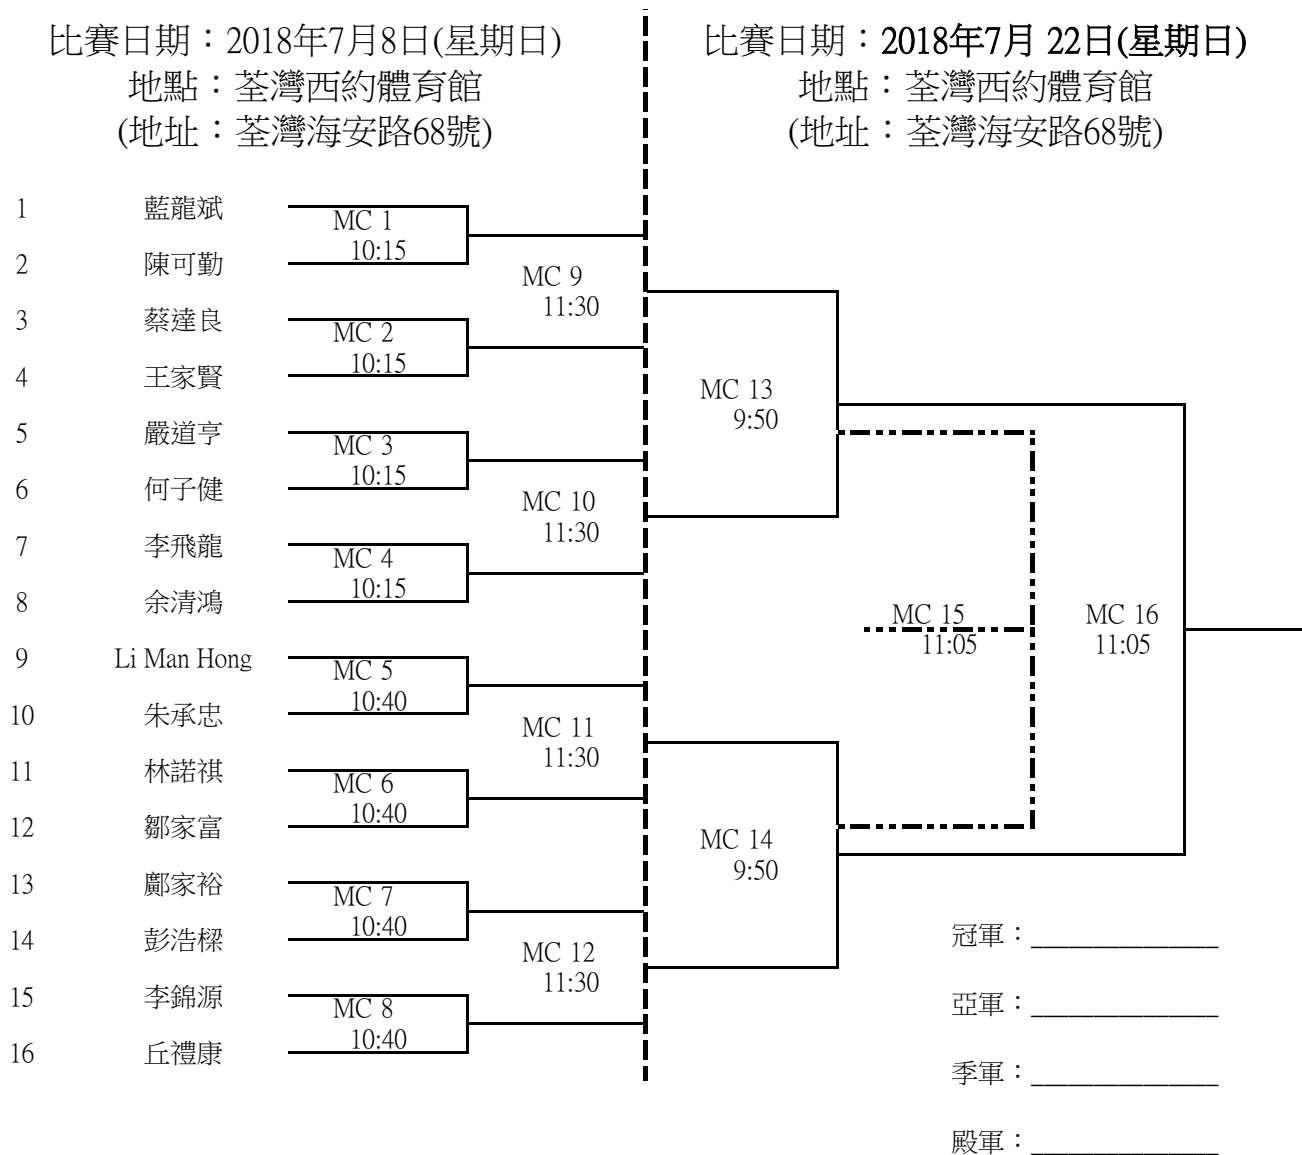 比賽日期：2018年7月8日(星期日)
地點：荃灣西約體育館
(地址：荃灣海安路68號)
比賽日期：2018年7月 22日(星期日)
地點：荃灣西約體育館
(地址：荃灣海安路68號)
1 藍龍斌
MC 1
10:15
2 陳可勤
MC 9
11:30
3 蔡達良
MC 2
10:15
4 王家賢
MC 13
9:50
5 嚴道亨
MC 3
10:15
6 何子健
MC 10
11:30
7 李飛龍
MC 4
10:15
8 余清鴻
MC 15
11:05
MC 16
11:05
9 Li Man Hong
MC 5
10:40
10 朱承忠
MC 11
11:30
11 林諾祺
MC 6
10:40
12 鄒家富
MC 14
9:50
13 鄺家裕
MC 7
10:40
14 彭浩樑
MC 12
11:30
15 李錦源
MC 8
10:40
16 丘禮康
冠軍：_______________
亞軍：_______________
季軍：_______________
殿軍：_______________